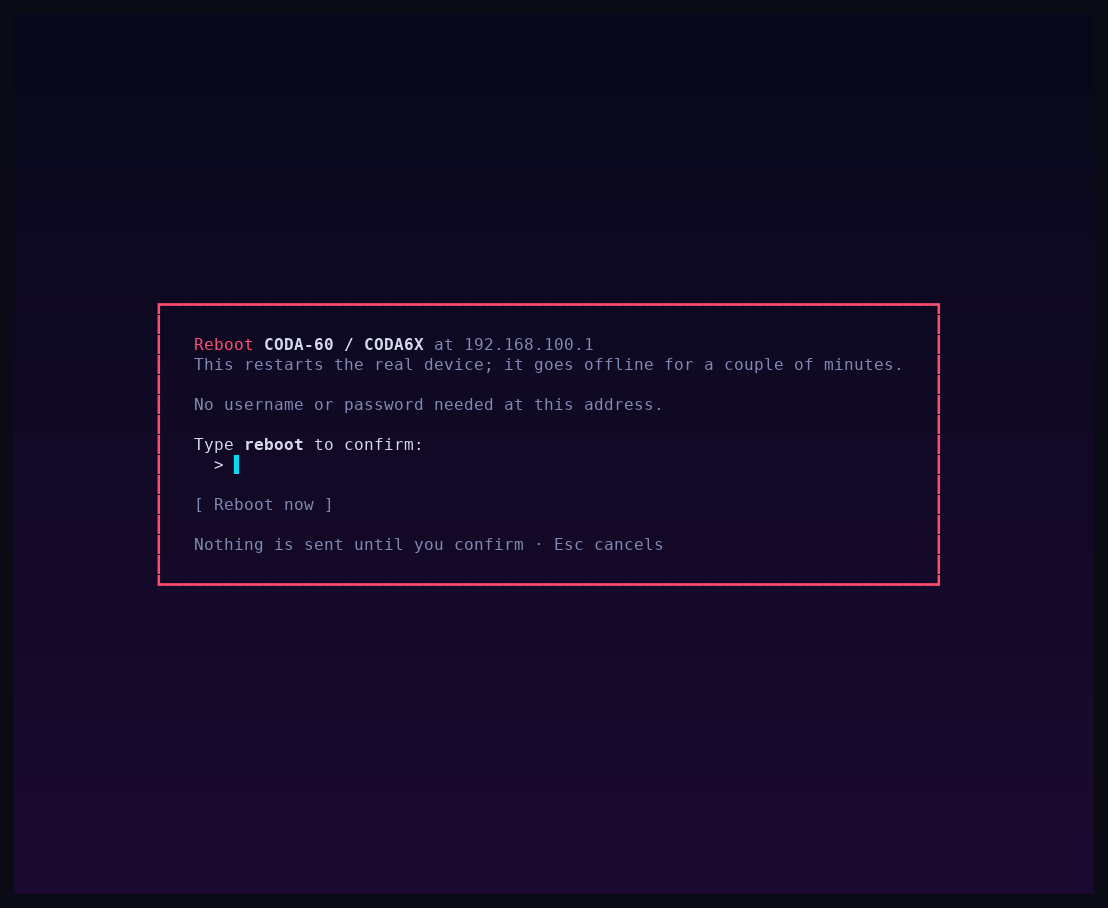 Reboot CODA-60 / CODA6X at 192.168.100.1
This restarts the real device; it goes offline for a couple of minutes.
No username or password needed at this address.
Type reboot to confirm:
>
[ Reboot now ]
Nothing is sent until you confirm · Esc cancels